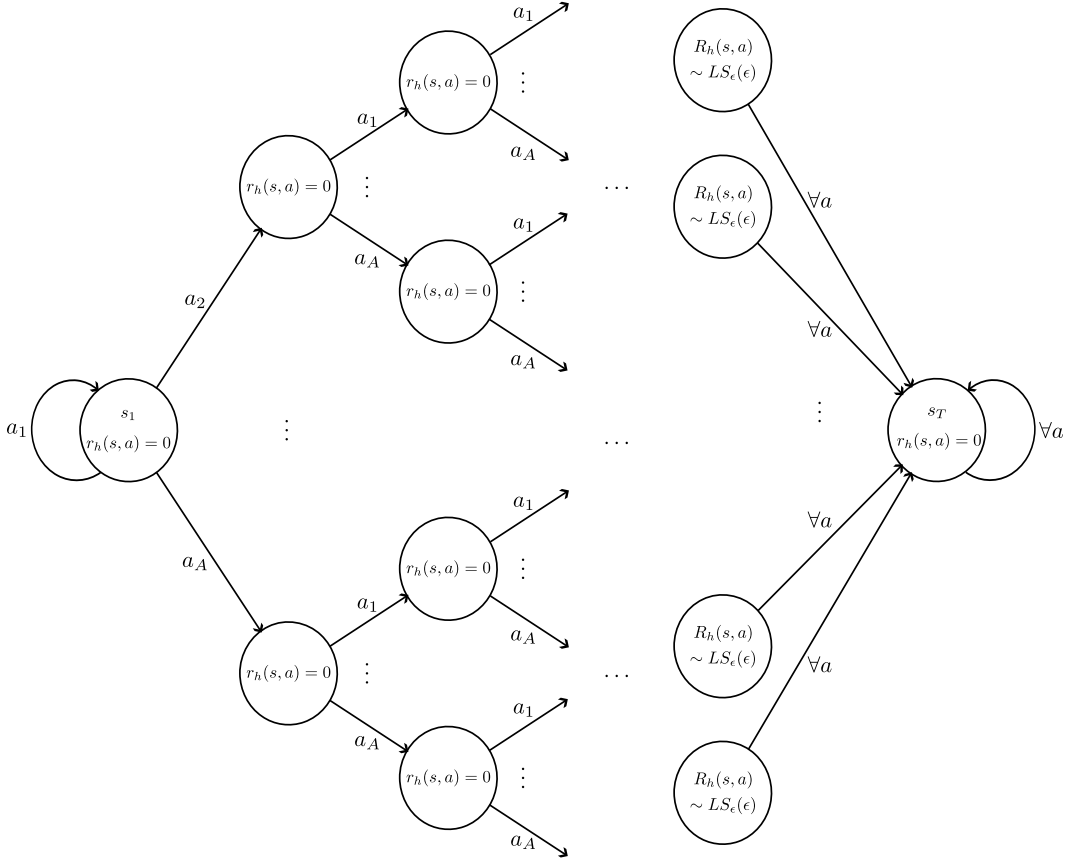 a_1
r_h(s, a) = 0
⋮
a_A
a_1
r_h(s, a) = 0
⋮
a_A
a_1
r_h(s, a) = 0
⋮
a_A
a_2
a_1
s_1
r_h(s, a) = 0
⋮
a_A
a_1
r_h(s, a) = 0
⋮
a_A
a_1
r_h(s, a) = 0
⋮
a_A
a_1
r_h(s, a) = 0
⋮
a_A
⋯
⋯
⋯
R_h(s, a)
∼ LS_ϵ(ϵ)
R_h(s, a)
∼ LS_ϵ(ϵ)
R_h(s, a)
∼ LS_ϵ(ϵ)
R_h(s, a)
∼ LS_ϵ(ϵ)
∀a
∀a
⋮
∀a
∀a
s_T
r_h(s, a) = 0
∀a